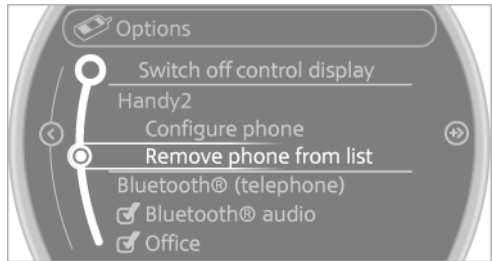 Options
Switch off control display
Handy2
Configure phone
Remove phone from list
Bluetooth® (telephone)
Bluetooth® audio
Office